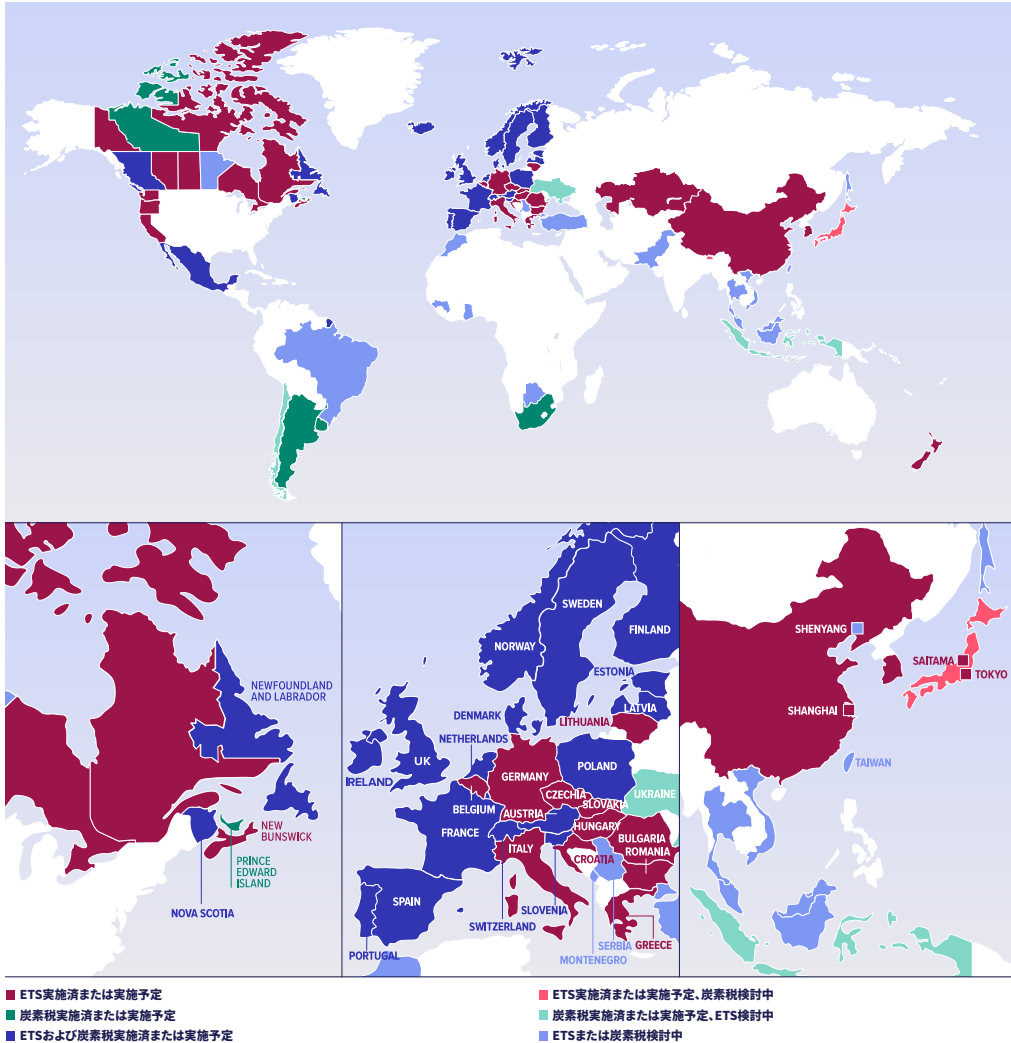 NEWFOUNDLAND
AND LABRADOR
NEW
BUNSWICK
PRINCE
EDWARD
ISLAND
NOVA SCOTIA
SWEDEN
FINLAND
NORWAY
ESTONIA
LATVIA
DENMARK
LITHUANIA
NETHERLANDS
UK
IRELAND
GERMANY
POLAND
CZECHIA
UKRAINE
SLOVAKIA
BELGIUM
AUSTRIA
FRANCE
HUNGARY
BULGARIA
ITALY
ROMANIA
CROATIA
SPAIN
SLOVENIA
SWITZERLAND
SERBIA
GREECE
PORTUGAL
MONTENEGRO
SHENYANG
SAITAMA
TOKYO
SHANGHAI
TAIWAN
ETS実施済または実施予定
炭素税実施済または実施予定
ETSおよび炭素税実施済または実施予定
ETS実施済または実施予定、炭素税検討中
炭素税実施済または実施予定、ETS検討中
ETSまたは炭素税検討中